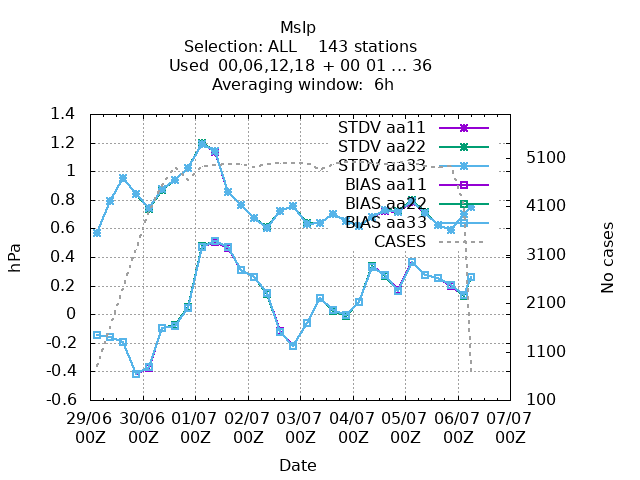 Mslp
Selection: ALL 143 stations
Used 00,06,12,18 + 00 01 ... 36
Averaging window: 6h
hPa
1.4
1.2
1
0.8
0.6
0.4
0.2
0
-0.2
-0.4
-0.6
STDV aa11
STDV aa22
STDV aa33
BIAS aa11
BIAS aa22
BIAS aa33
CASES
5100
4100
3100
2100
1100
100
No cases
29/06 30/06 01/07 02/07 03/07 04/07 05/07 06/07 07/07
00Z 00Z 00Z 00Z 00Z 00Z 00Z 00Z 00Z
Date